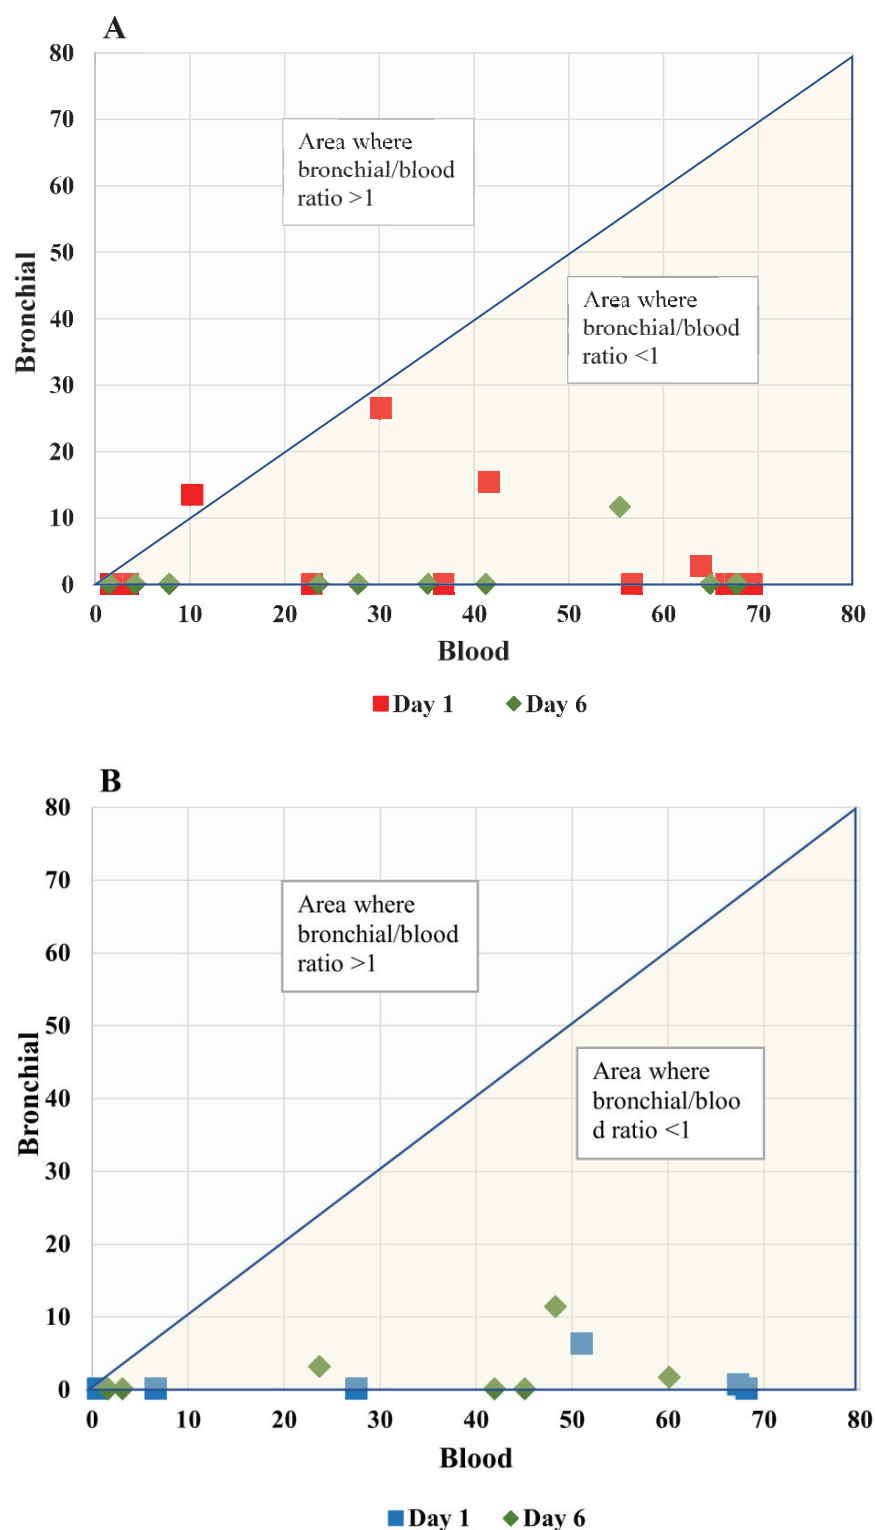 A
80
70
60
50
40
30
20
10
0
Bronchial
Area where
bronchial/blood
ratio >1
Area where
bronchial/blood
ratio <1
0 10 20 30 40 50 60 70 80
Blood
Day 1 Day 6
B
80
70
60
50
40
30
20
10
0
Bronchial
Area where
bronchial/blood
ratio >1
Area where
bronchial/bloo
d ratio <1
0 10 20 30 40 50 60 70 80
Blood
Day 1 Day 6